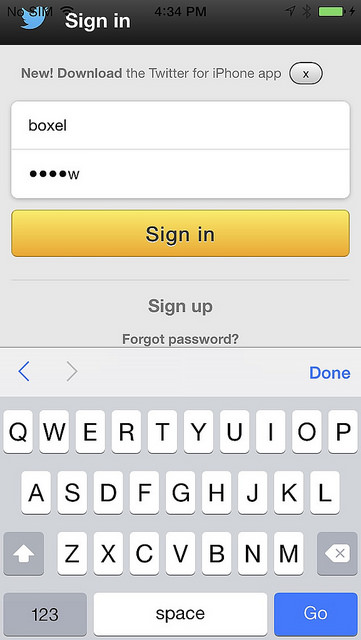 No SIM 4:34 PM
Sign in
New! Download the Twitter for iPhone app x
boxel
●●●●w
Sign in
Sign up
Forgot password?
Done
Q W E R T Y U I O P
A S D F G H J K L
Z X C V B N M
123 space Go